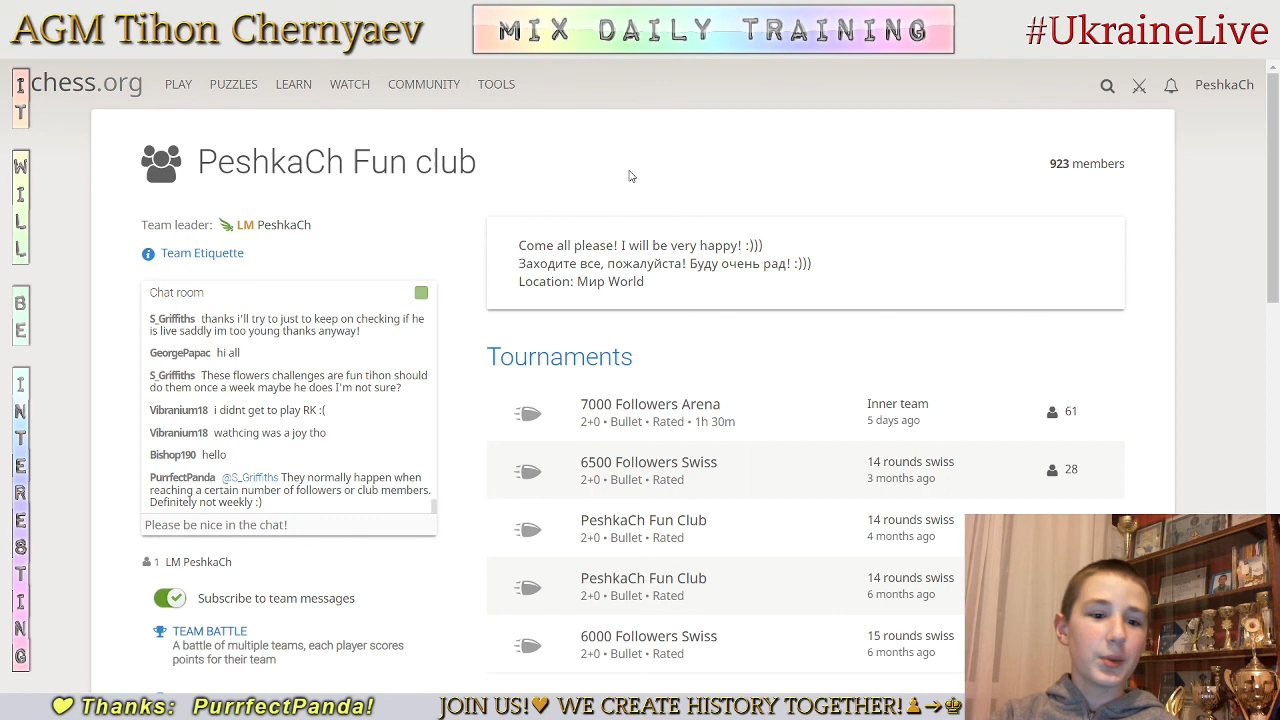 AGM Tihon Chernyaev
MIX DAILY TRAINING
#UkraineLive
IT WILL BE INTERESTING
chess.org
PLAY PUZZLES LEARN WATCH COMMUNITY TOOLS
PeshkaCh
PeshkaCh Fun club
923 members
Team leader: LM PeshkaCh
Team Etiquette
Come all please! I will be very happy! :)))
Заходите все, пожалуйста! Буду очень рад! :)))
Location: Мир World
Chat room
S_Griffiths thanks i'll try to just to keep on checking if he
is live saddly im too young thanks anyway!
GeorgePapac hi all
S_Griffiths These flowers challenges are fun tihon should
do them once a week maybe he does I'm not sure?
Vibranium18 i didnt get to play RK :(
Vibranium18 wathcing was a joy tho
Bishop190 hello
PurrfectPanda @S_Griffiths They normally happen when
reaching a certain number of followers or club members.
Definitely not weekly :)
Please be nice in the chat!
1 LM PeshkaCh
Subscribe to team messages
TEAM BATTLE
A battle of multiple teams, each player scores
points for their team
Tournaments
7000 Followers Arena Inner team 61
2+0 • Bullet • Rated • 1h 30m 5 days ago
6500 Followers Swiss 14 rounds swiss 28
2+0 • Bullet • Rated 3 months ago
PeshkaCh Fun Club 14 rounds swiss
2+0 • Bullet • Rated 4 months ago
PeshkaCh Fun Club 14 rounds swiss
2+0 • Bullet • Rated 6 months ago
6000 Followers Swiss 15 rounds swiss
2+0 • Bullet • Rated 6 months ago
Thanks: PurrfectPanda!
JOIN US! WE CREATE HISTORY TOGETHER!